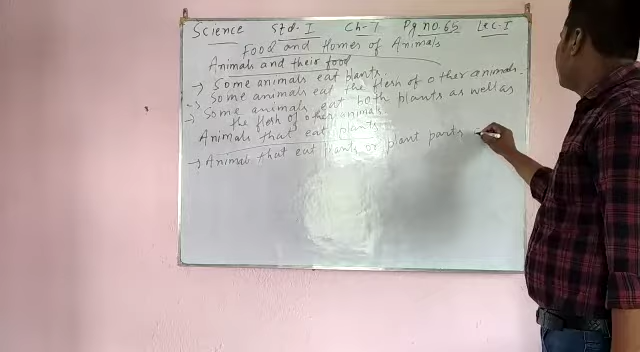 Science Std-I Ch-7 Pg no.65 Lec-I
Food and Homes of Animals
Animals and their food
→ Some animals eat plants.
→ Some animals eat the flesh of other animals.
→ Some animals eat both plants as well as
the flesh of other animals
Animals that eat plants
→ Animal that eat plants or plant parts